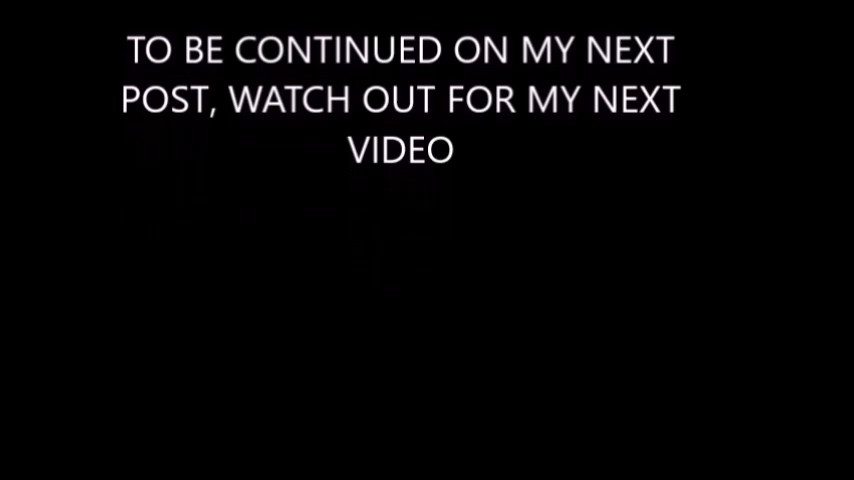 TO BE CONTINUED ON MY NEXT
POST, WATCH OUT FOR MY NEXT
VIDEO